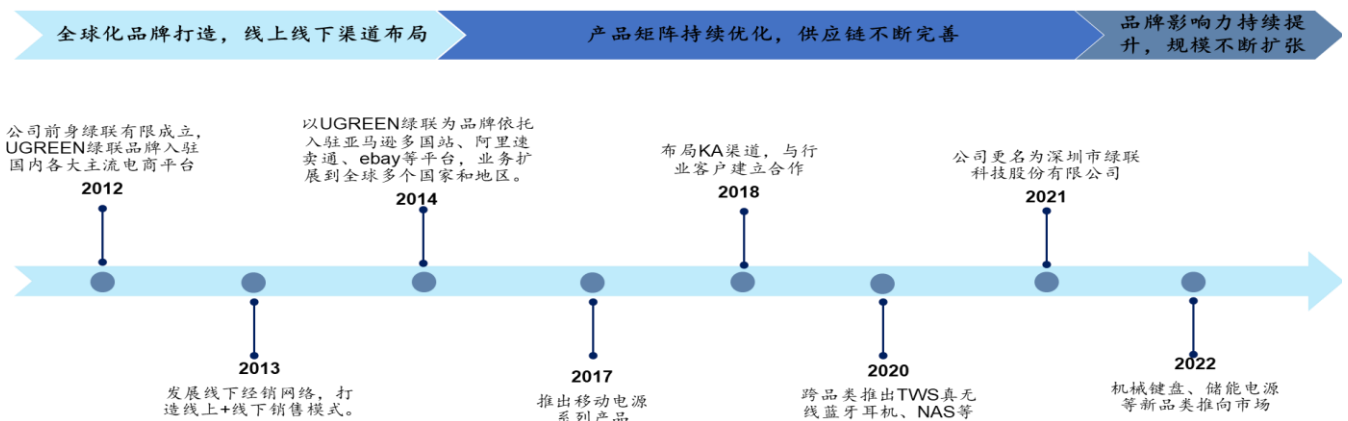 全球化品牌打造，线上线下渠道布局
产品矩阵持续优化，供应链不断完善
品牌影响力持续提
升，规模不断扩张
公司前身绿联有限成立，
UGREEN绿联品牌入驻
国内各大主流电商平台
2012
以UGREEN绿联为品牌依托
入驻亚马逊多国站、阿里速
卖通、ebay等平台，业务扩
展到全球多个国家和地区。
2014
布局KA渠道，与行
业客户建立合作
2018
公司更名为深圳市绿联
科技股份有限公司
2021
2013
发展线下经销网络，打
造线上+线下销售模式。
2017
推出移动电源
系列产品
2020
跨品类推出TWS真无
线蓝牙耳机、NAS等
2022
机械键盘、储能电源
等新品类推向市场